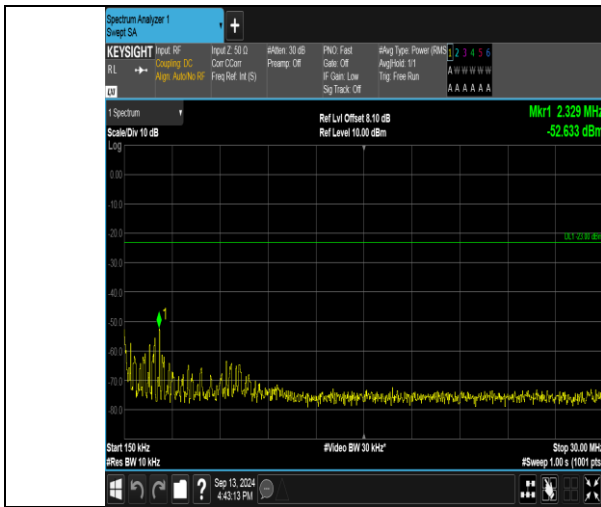 Spectrum Analyzer 1
Swept SA
+
KEYSIGHT Input: RF Input Z: 50 Ω #Atten: 30 dB PNO: Fast #Avg Type: Power (RMS 1 2 3 4 5 6
RL Coupling: DC Corr CCorr Preamp: Off Gate: Off Avg|Hold: 1/1 A W W W W W
Align: Auto/No RF Freq Ref: Int (S) IF Gain: Low Trig: Free Run
Sig Track: Off A A A A A A
1 Spectrum
Scale/Div 10 dB
Log
Ref Lvl Offset 8.10 dB
Ref Level 10.00 dBm
Mkr1 2.329 MHz
-52.633 dBm
0.00
-10.0
-20.0
DL1 -23.00 dBm
-30.0
-40.0
1
-50.0
-60.0
-70.0
-80.0
Start 150 kHz #Video BW 30 kHz* Stop 30.00 MHz
#Res BW 10 kHz #Sweep 1.00 s (1001 pts
? Sep 13, 2024
4:43:13 PM